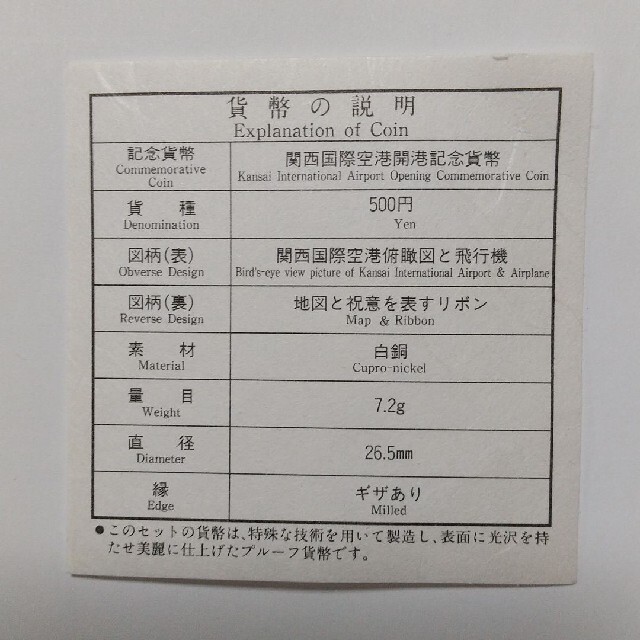 貨幣の説明
Explanation of Coin
記念貨幣
Commemorative
Coin
関西国際空港開港記念貨幣
Kansai International Airport Opening Commemorative Coin
貨種
Denomination
500円
Yen
図柄(表)
Obverse Design
関西国際空港俯瞰図と飛行機
Bird's-eye view picture of Kansai International Airport & Airplane
図柄(裏)
Reverse Design
地図と祝意を表すリボン
Map & Ribbon
素材
Material
白銅
Cupro-nickel
量目
Weight
7.2g
直径
Diameter
26.5mm
縁
Edge
ギザあり
Milled
●このセットの貨幣は、特殊な技術を用いて製造し、表面に光沢を持
たせ美麗に仕上げたプルーフ貨幣です。